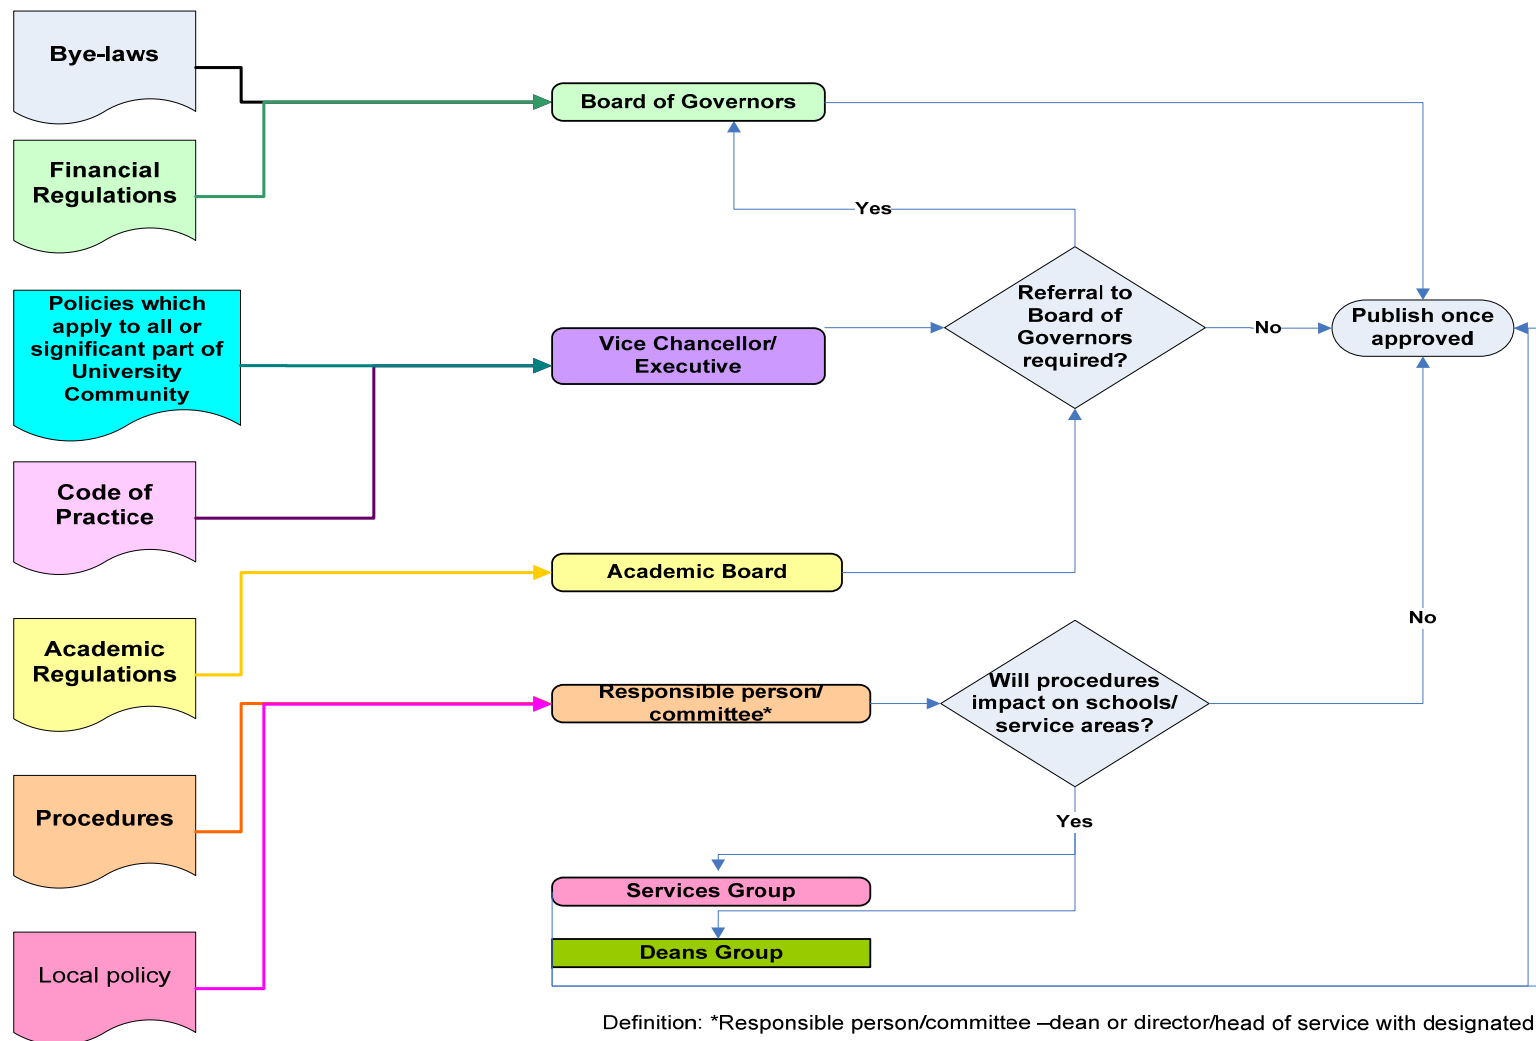 Bye-laws
Board of Governors
Financial
Regulations
Yes
Policies which
apply to all or
significant part of
University
Community
Vice Chancellor/
Executive
Referral to
Board of
Governors
required?
No
Publish once
approved
Code of
Practice
Academic Board
Academic
Regulations
Responsible person/
committee*
Will procedures
impact on schools/
service areas?
No
Procedures
Yes
Services Group
Deans Group
Local policy
Definition: *Responsible person/committee –dean or director/head of service with designated